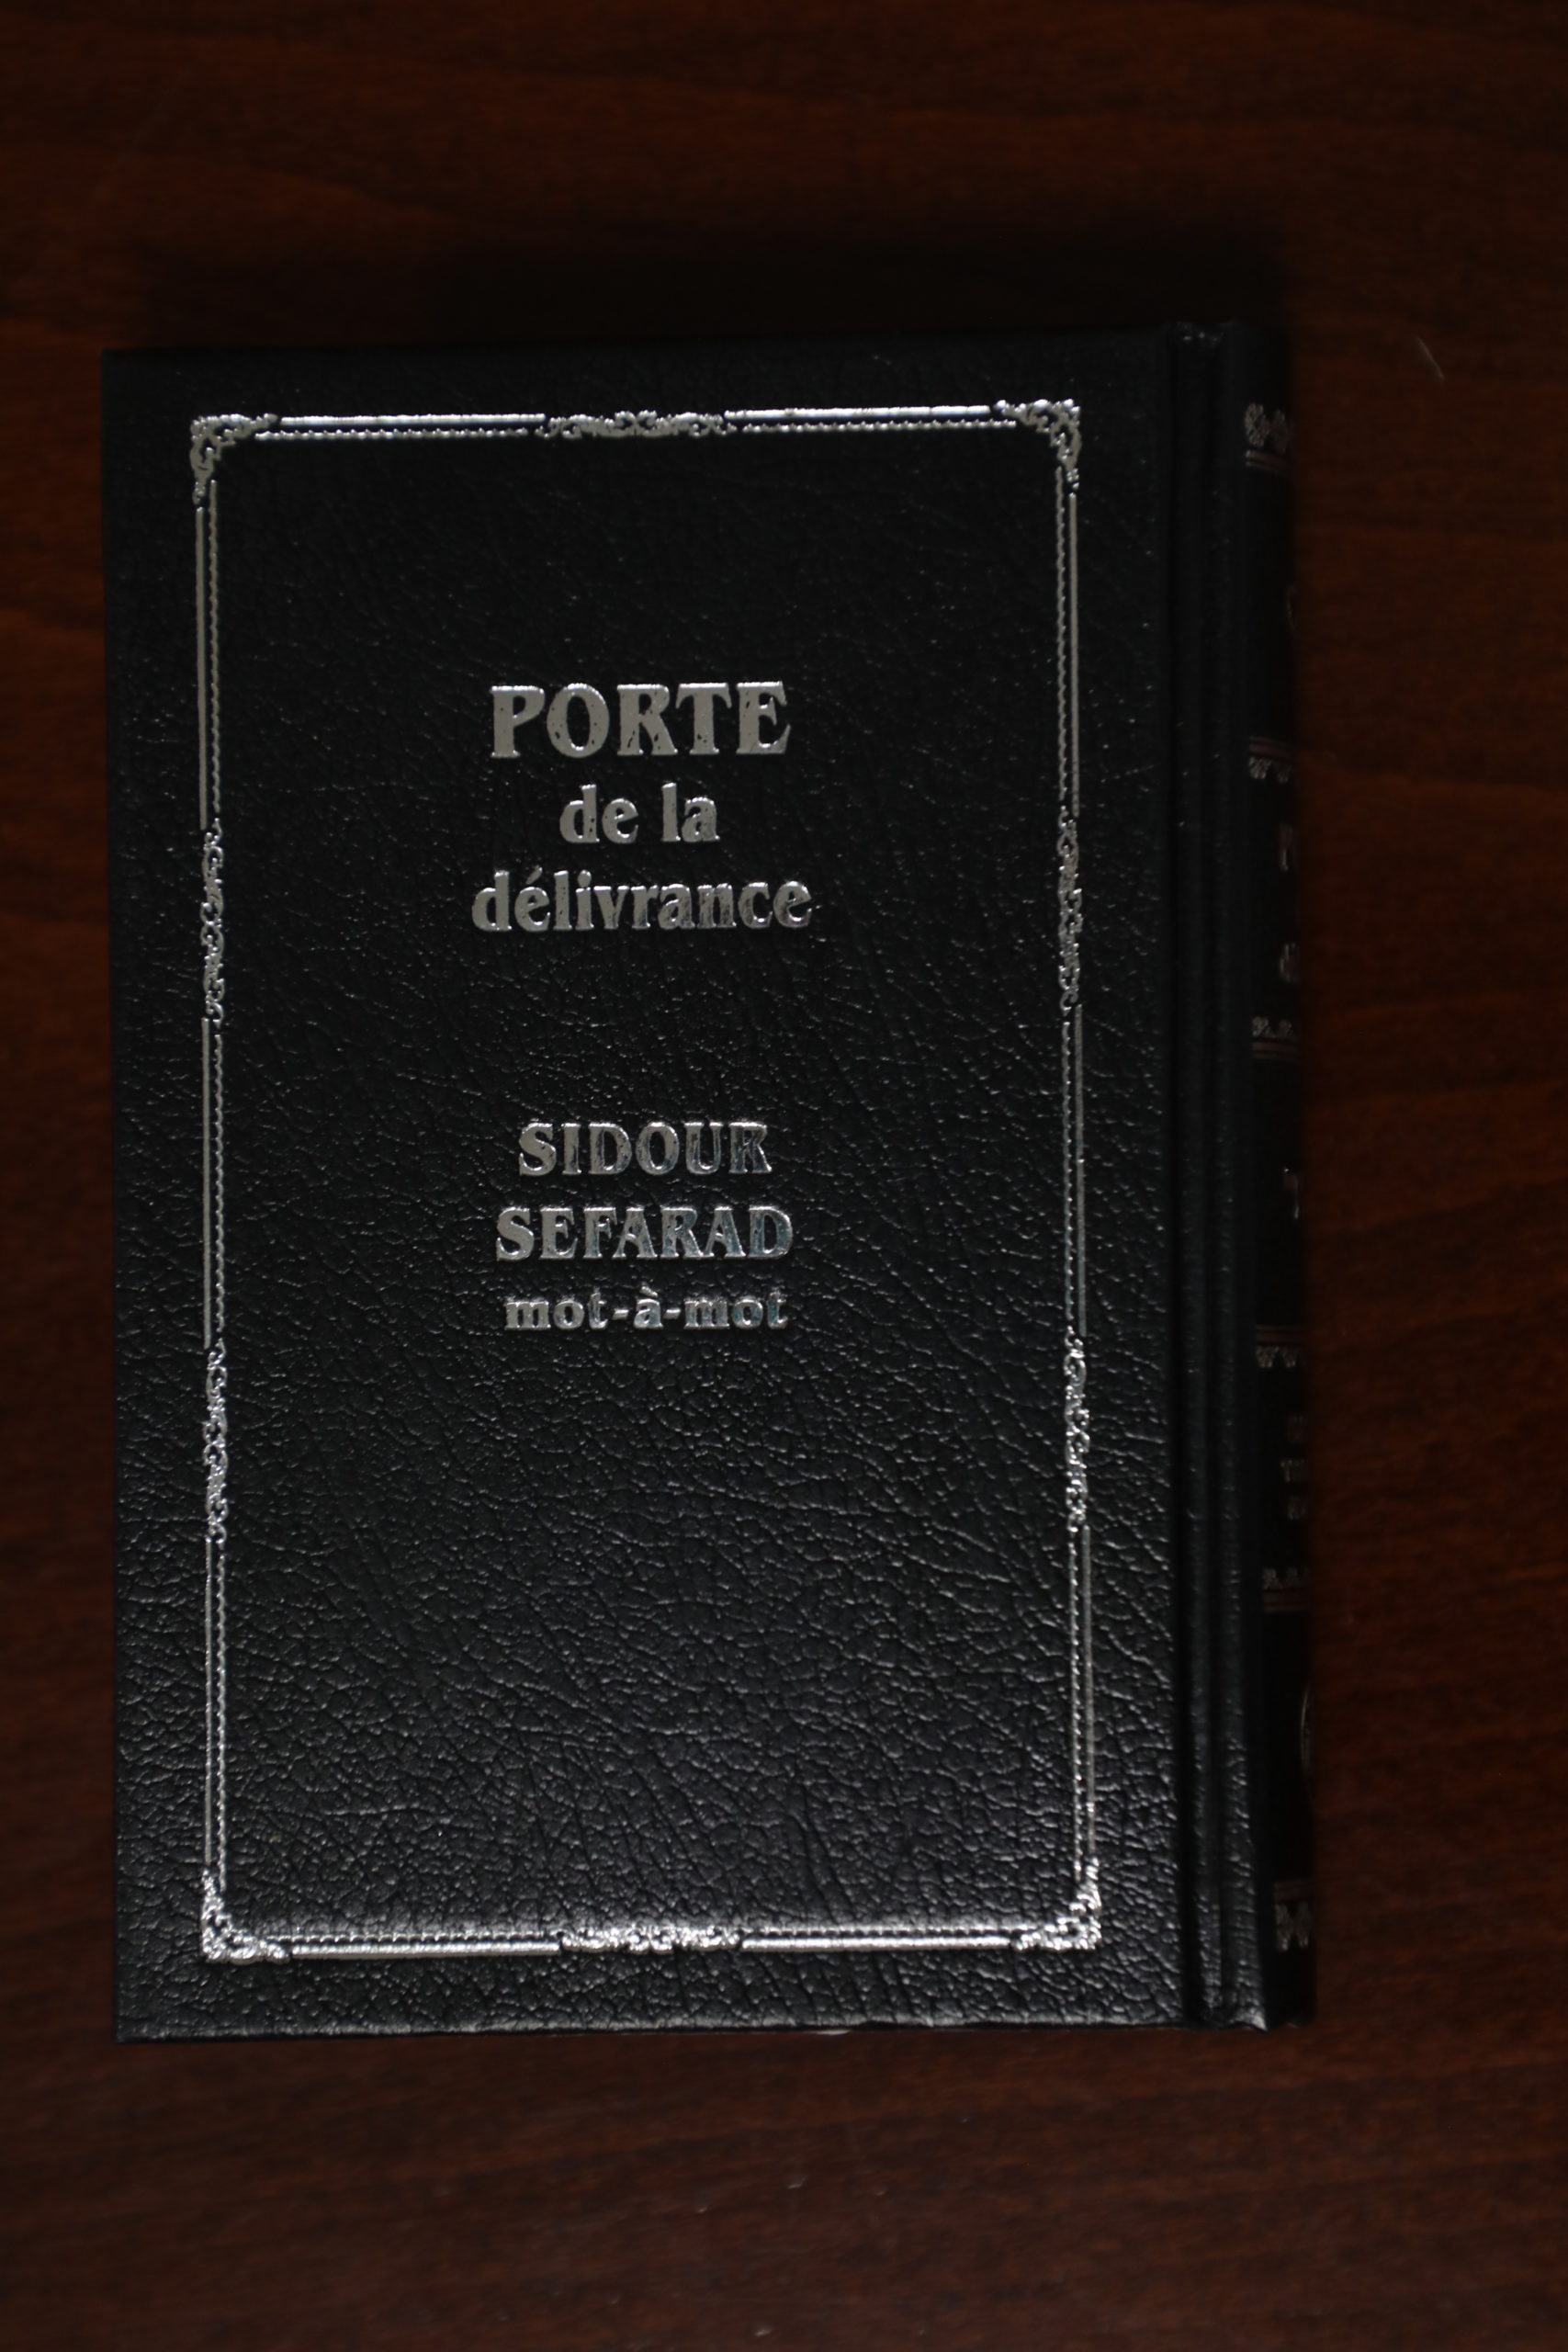 PORTE
de la
délivrance
SIDOUR
SEFARAD
mot-à-mot